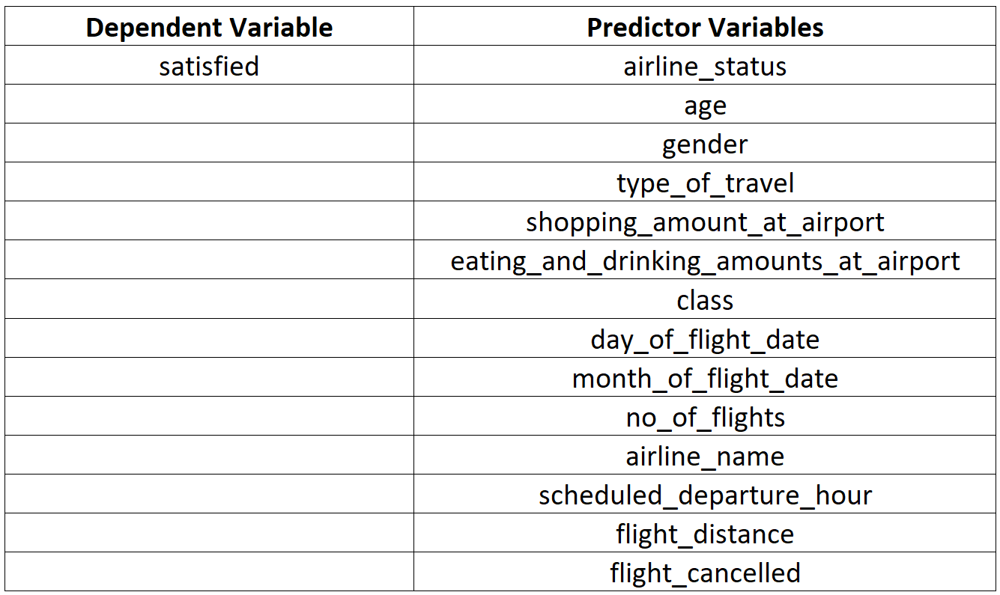 Dependent Variable Predictor Variables
satisfied airline_status
age
gender
type_of_travel
shopping_amount_at_airport
eating_and_drinking_amounts_at_airport
class
day_of_flight_date
month_of_flight_date
no_of_flights
airline_name
scheduled_departure_hour
flight_distance
flight_cancelled